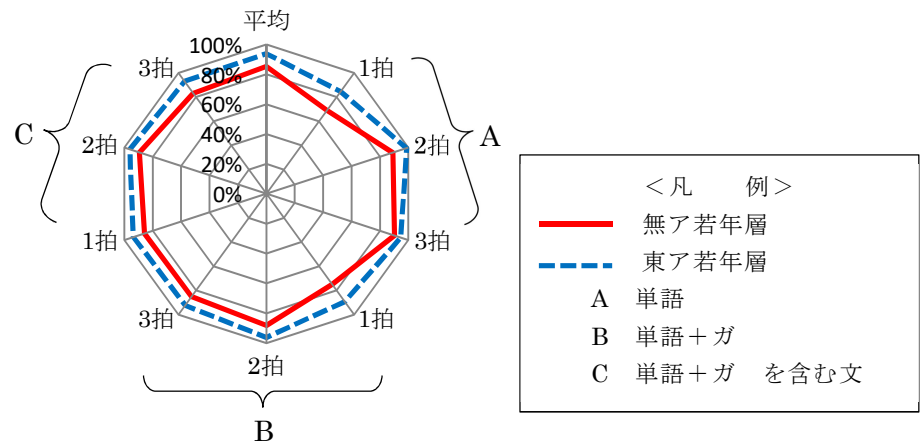 平均
100%
80%
60%
40%
20%
0%
1拍
2拍
3拍
A
1拍
2拍
3拍
B
1拍
2拍
3拍
C
＜凡　例＞
無ア若年層
東ア若年層
A　単語
B　単語＋ガ
C　単語＋ガ　を含む文